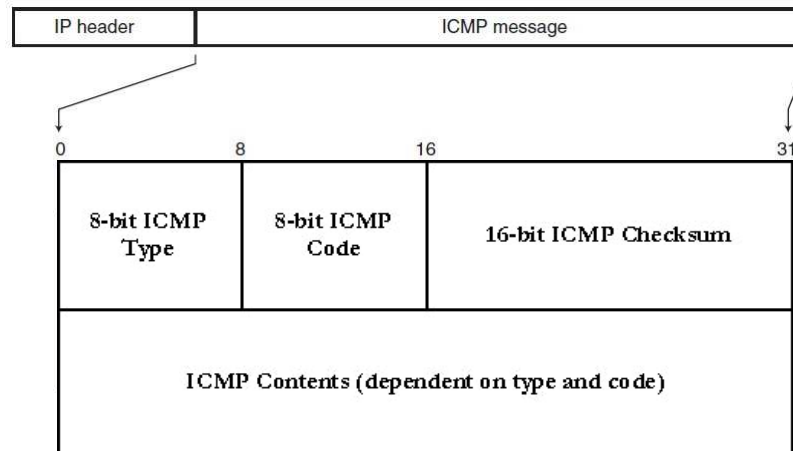 IP header ICMP message
0 8 16 31
8-bit ICMP 8-bit ICMP
Type Code
16-bit ICMP Checksum
ICMP Contents (dependent on type and code)